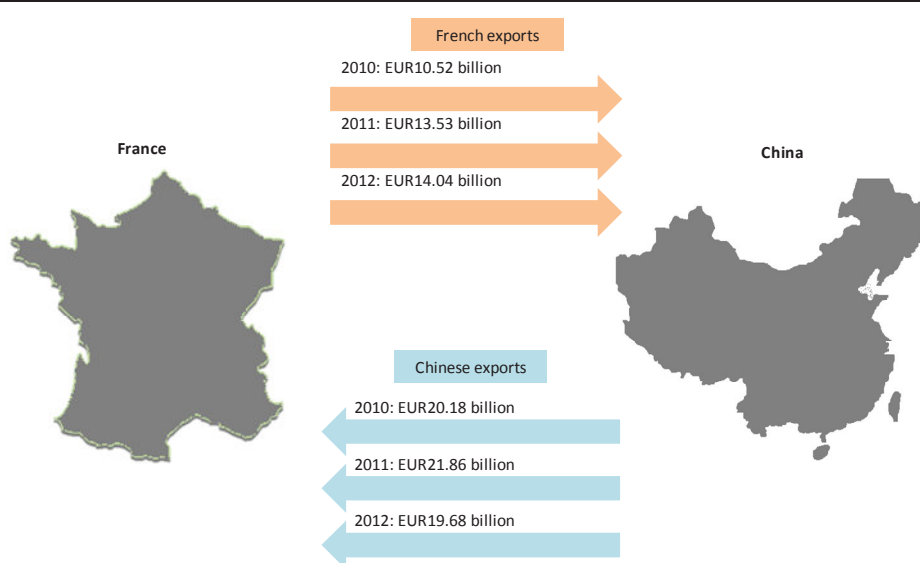 French exports
2010: EUR10.52 billion
2011: EUR13.53 billion
France
China
2012: EUR14.04 billion
Chinese exports
2010: EUR20.18 billion
2011: EUR21.86 billion
2012: EUR19.68 billion